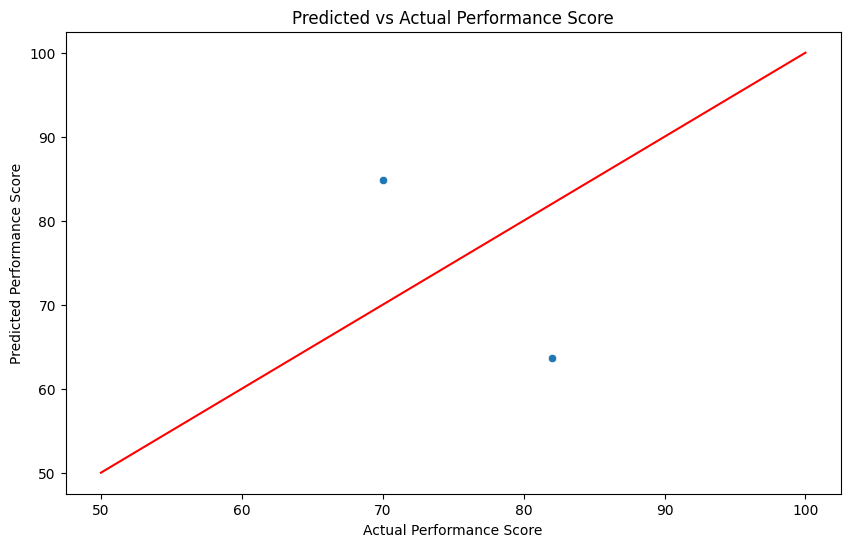 Predicted vs Actual Performance Score
100
90
80
70
60
50
Predicted Performance Score
50 60 70 80 90 100
Actual Performance Score